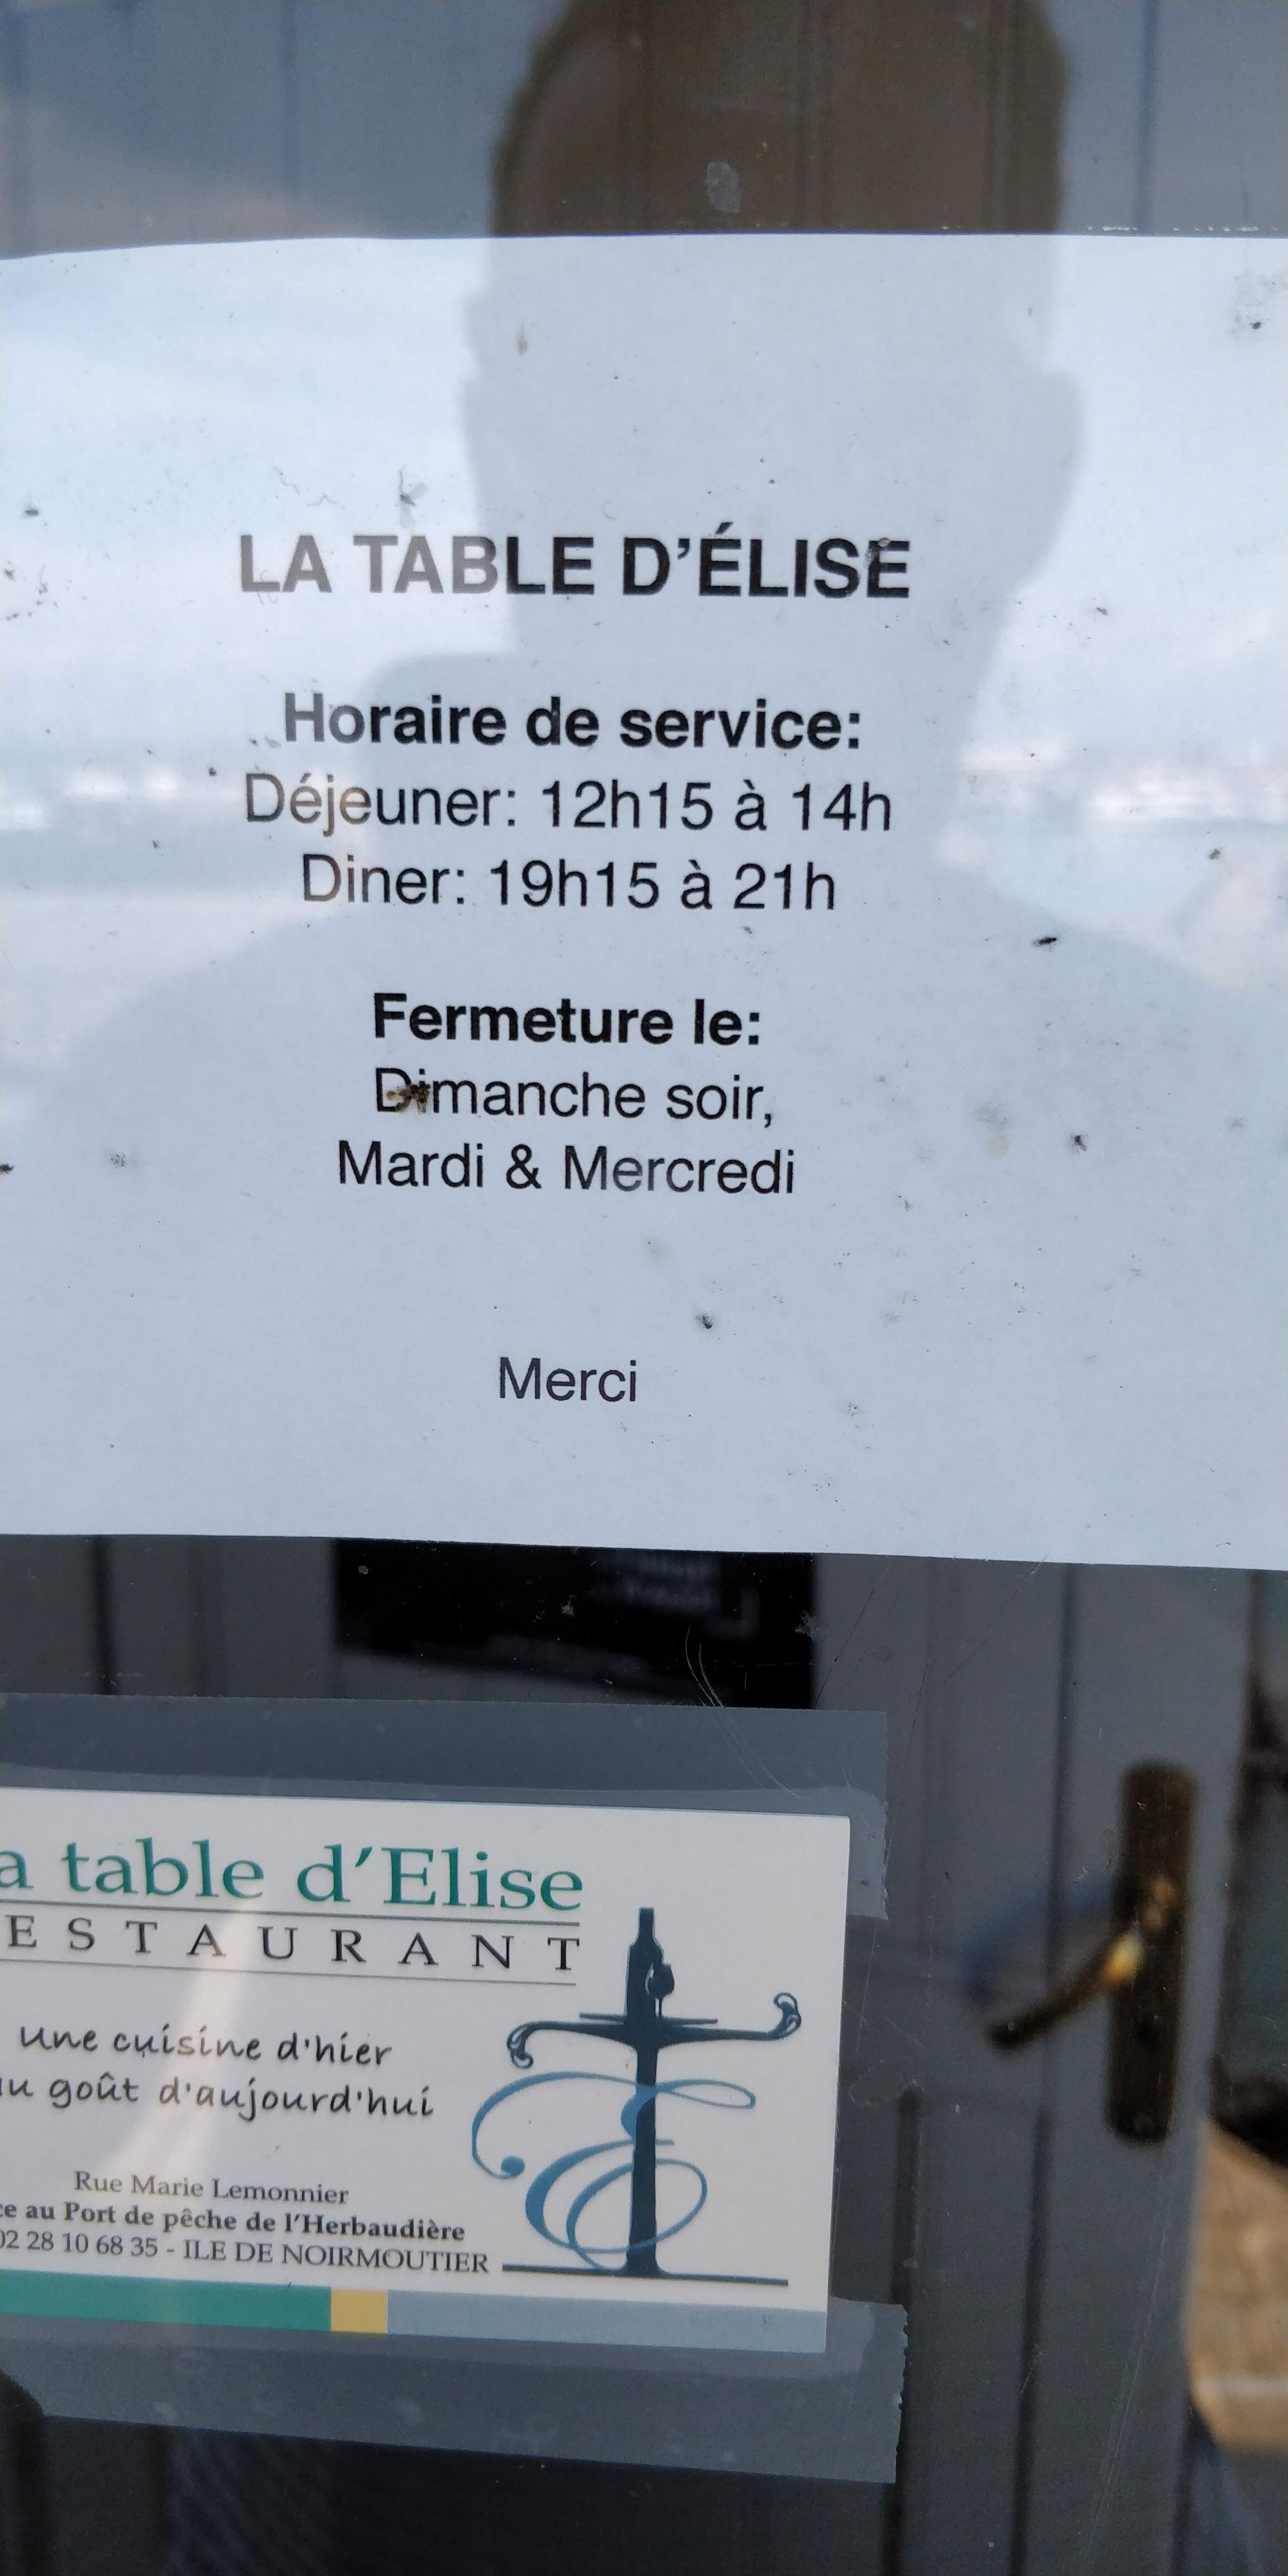 LA TABLE D'ÉLISE
Horaire de service:
Déjeuner: 12h15 à 14h
Diner: 19h15 à 21h
Fermeture le:
Dimanche soir,
Mardi & Mercredi
Merci
a table d'Elise
ESTAURANT
une cuisine d'hier
au goût d'aujourd'hui
Rue Marie Lemonnier
au Port de pêche de l'Herbaudière
02 28 10 68 35 - ILE DE NOIRMOUTIER